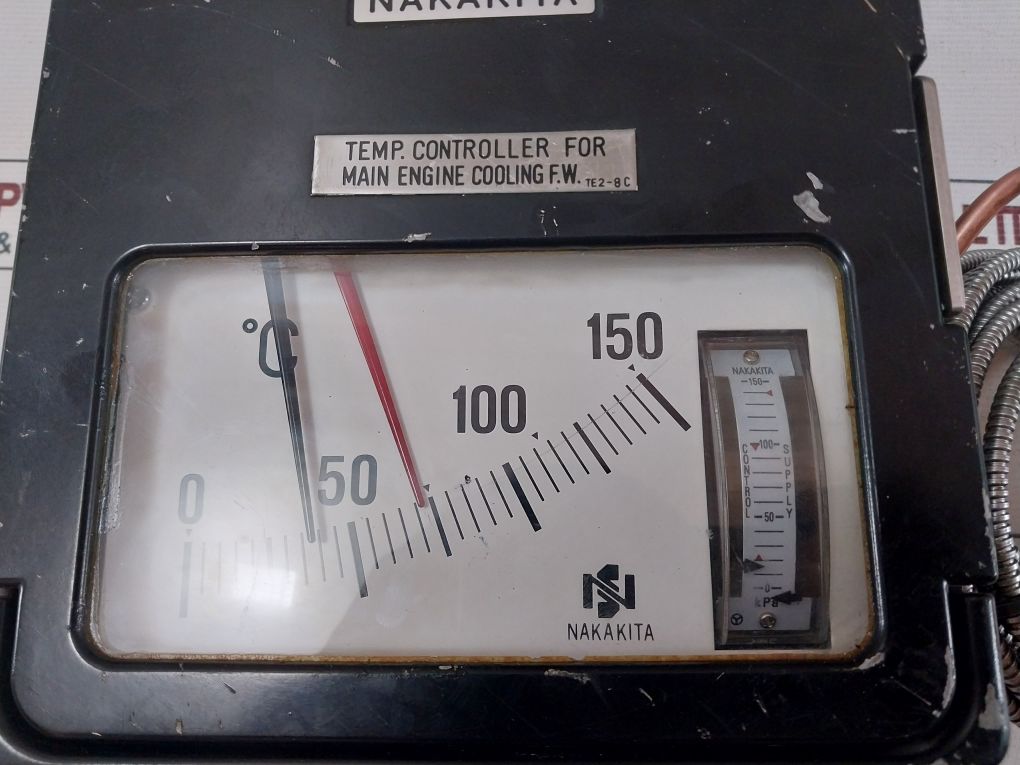 NAKAKITA
TEMP. CONTROLLER FOR
MAIN ENGINE COOLING F.W. TE2-8C
°C
0
50
100
150
NAKAKITA
-150-
-100-
-50-
-0-
kPa
CONTROL
SUPPLY
NAKAKITA
P
&